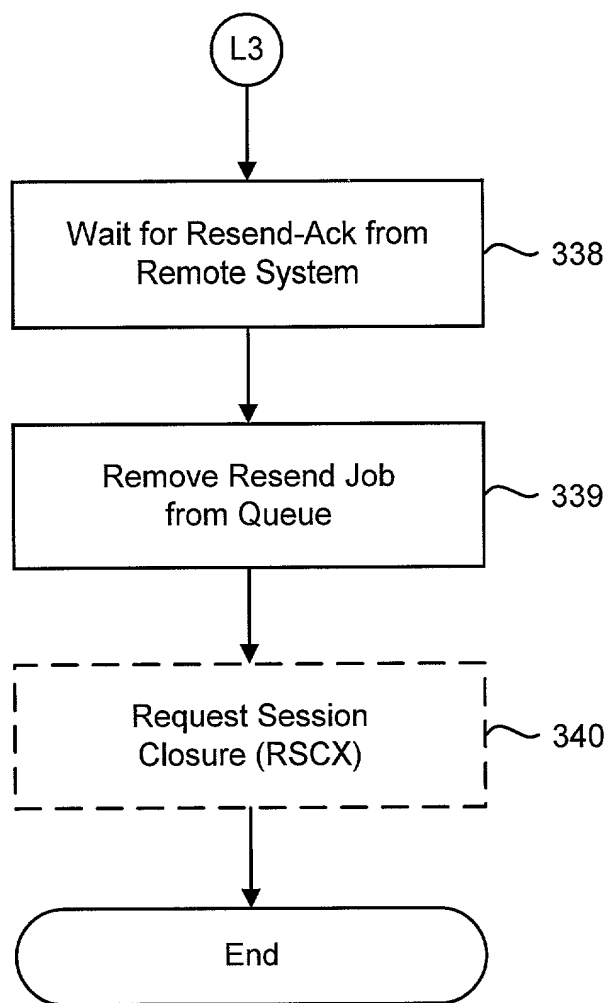 L3
Wait for Resend-Ack from
Remote System
338
Remove Resend Job
from Queue
339
Request Session
Closure (RSCX)
340
End